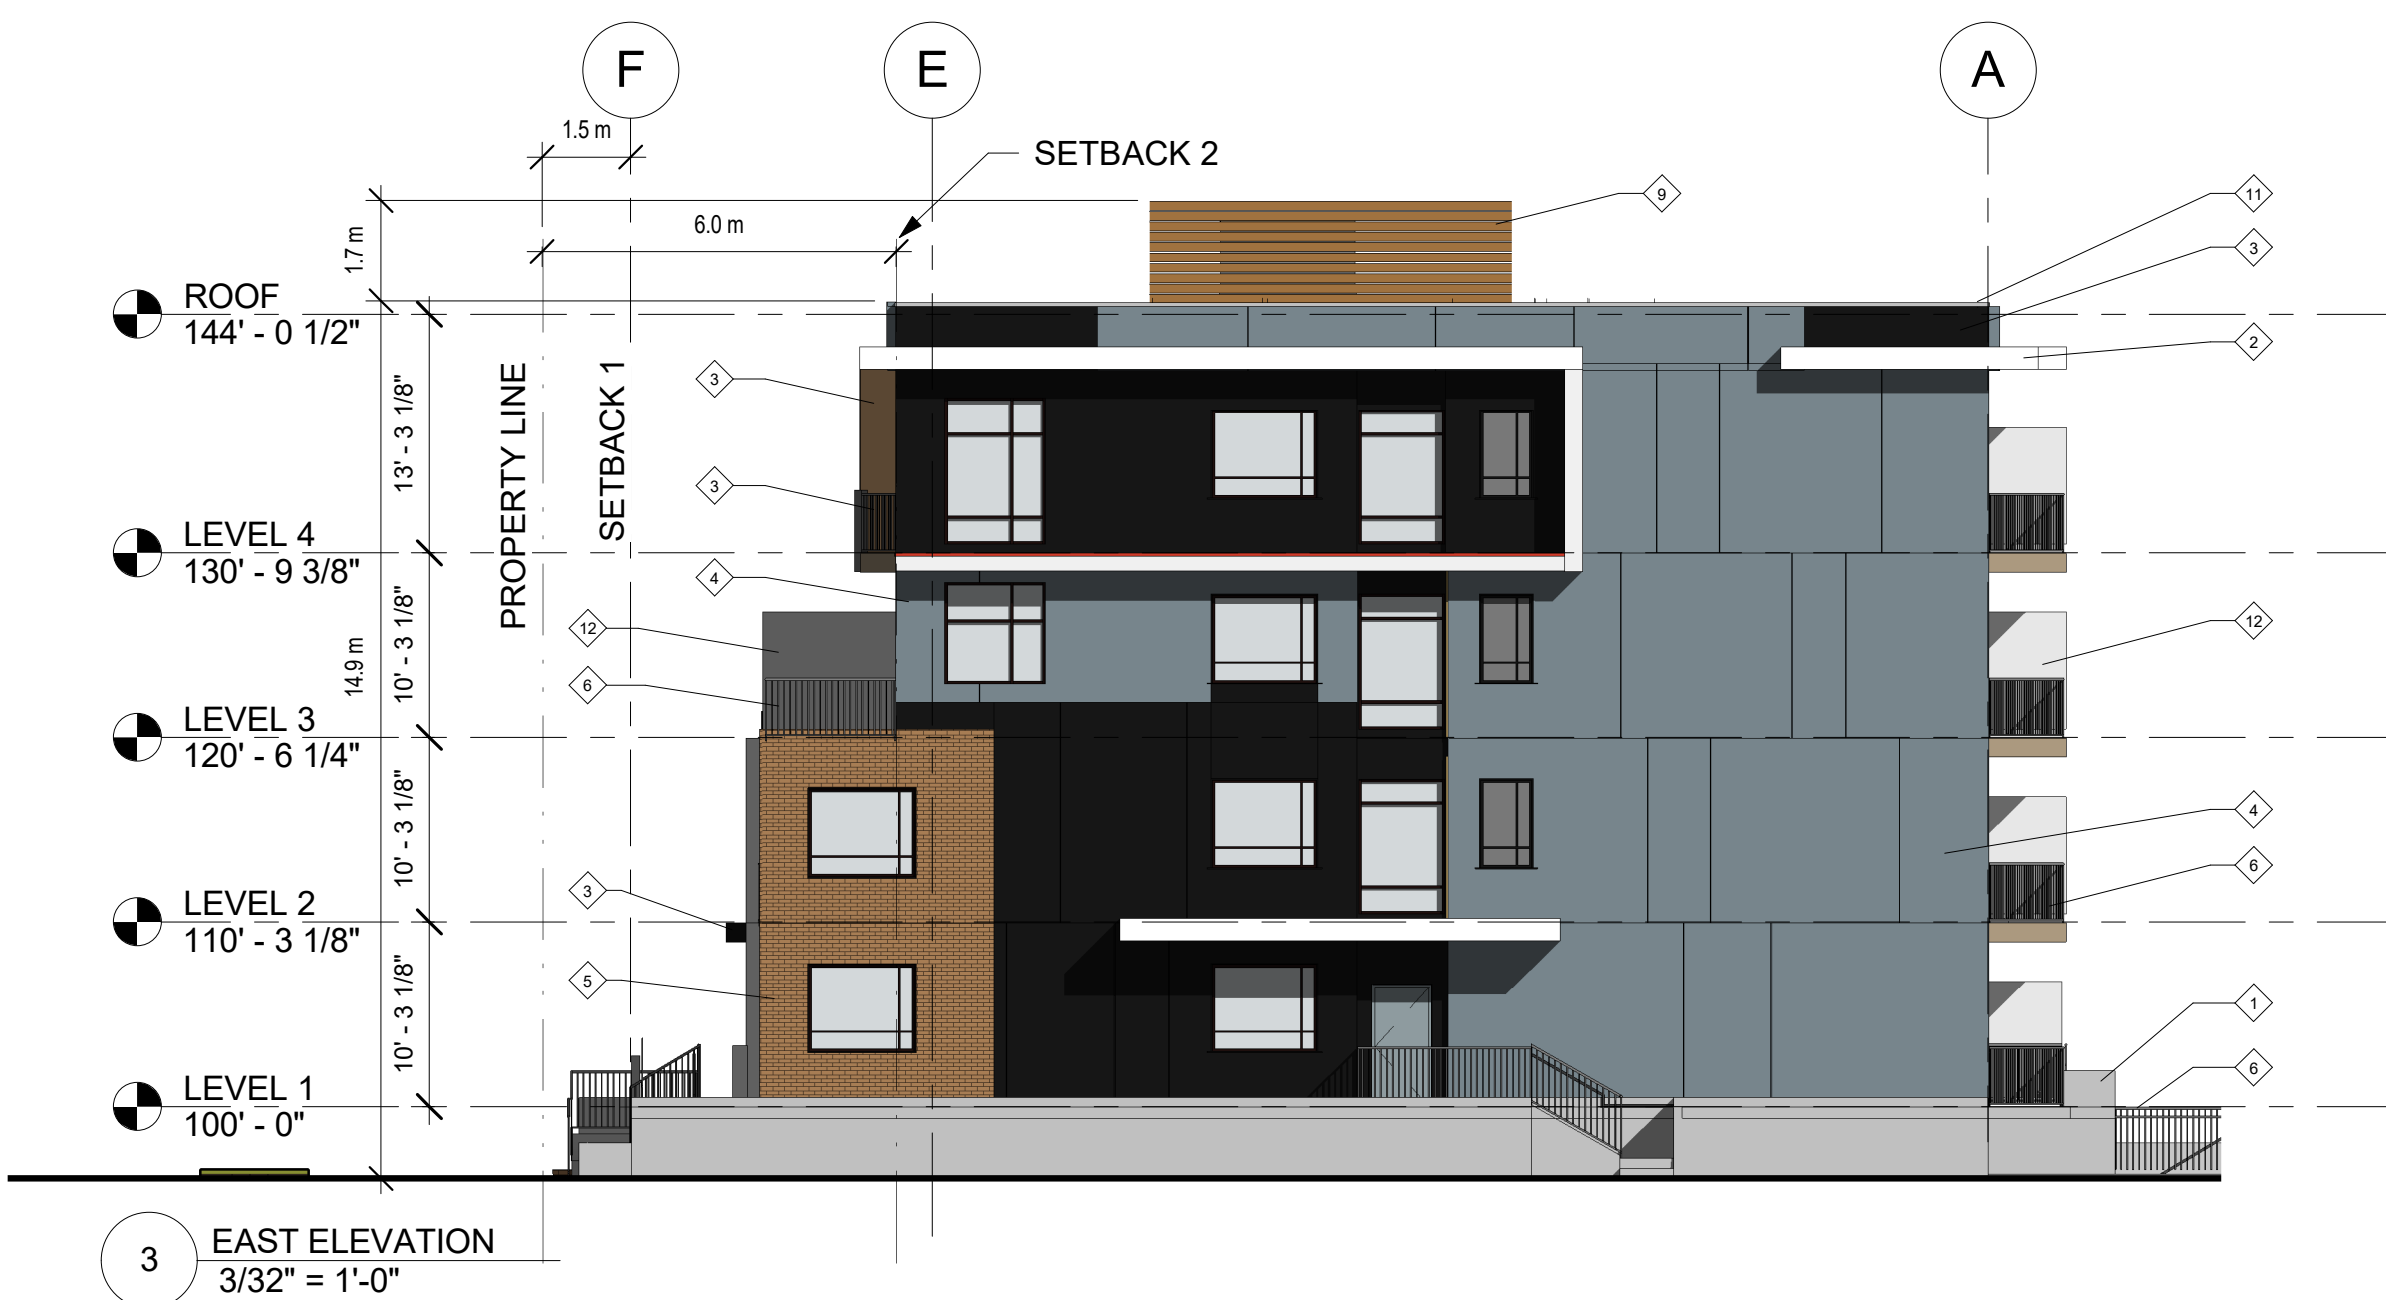 F
E
A
1.5 m
SETBACK 2
6.0 m
1.7 m
9
11
3
2
ROOF
144' - 0 1/2"
PROPERTY LINE
SETBACK 1
13' - 3 1/8"
3
3
LEVEL 4
130' - 9 3/8"
4
12
12
10' - 3 1/8"
14.9 m
6
LEVEL 3
120' - 6 1/4"
10' - 3 1/8"
4
6
3
LEVEL 2
110' - 3 1/8"
10' - 3 1/8"
5
1
6
LEVEL 1
100' - 0"
3
EAST ELEVATION
3/32" = 1'-0"